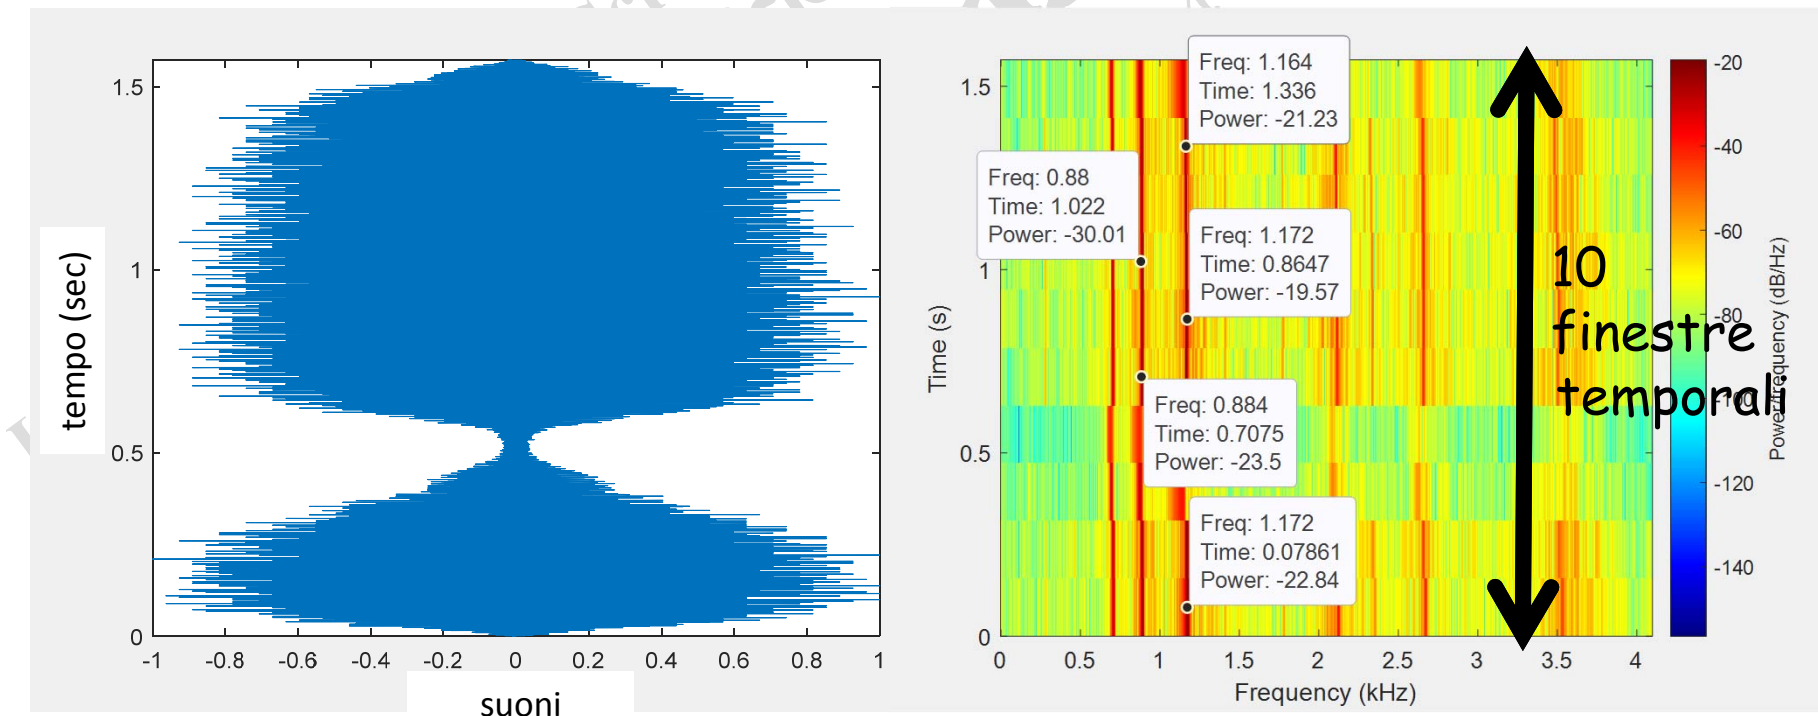 1.5
1
0.5
0
-1
-0.8
-0.6
-0.4
-0.2
0
0.2
0.4
0.6
0.8
1
tempo (sec)
suoni
Freq: 1.164
Time: 1.336
Power: -21.23
Freq: 0.88
Time: 1.022
Power: -30.01
Freq: 1.172
Time: 0.8647
Power: -19.57
Freq: 0.884
Time: 0.7075
Power: -23.5
Freq: 1.172
Time: 0.07861
Power: -22.84
1.5
1
0.5
0
Time (s)
0
0.5
1
1.5
2
2.5
3
3.5
4
Frequency (kHz)
10
finestre
temporali
-20
-40
-60
-80
-100
-120
-140
Power/frequency (dB/Hz)